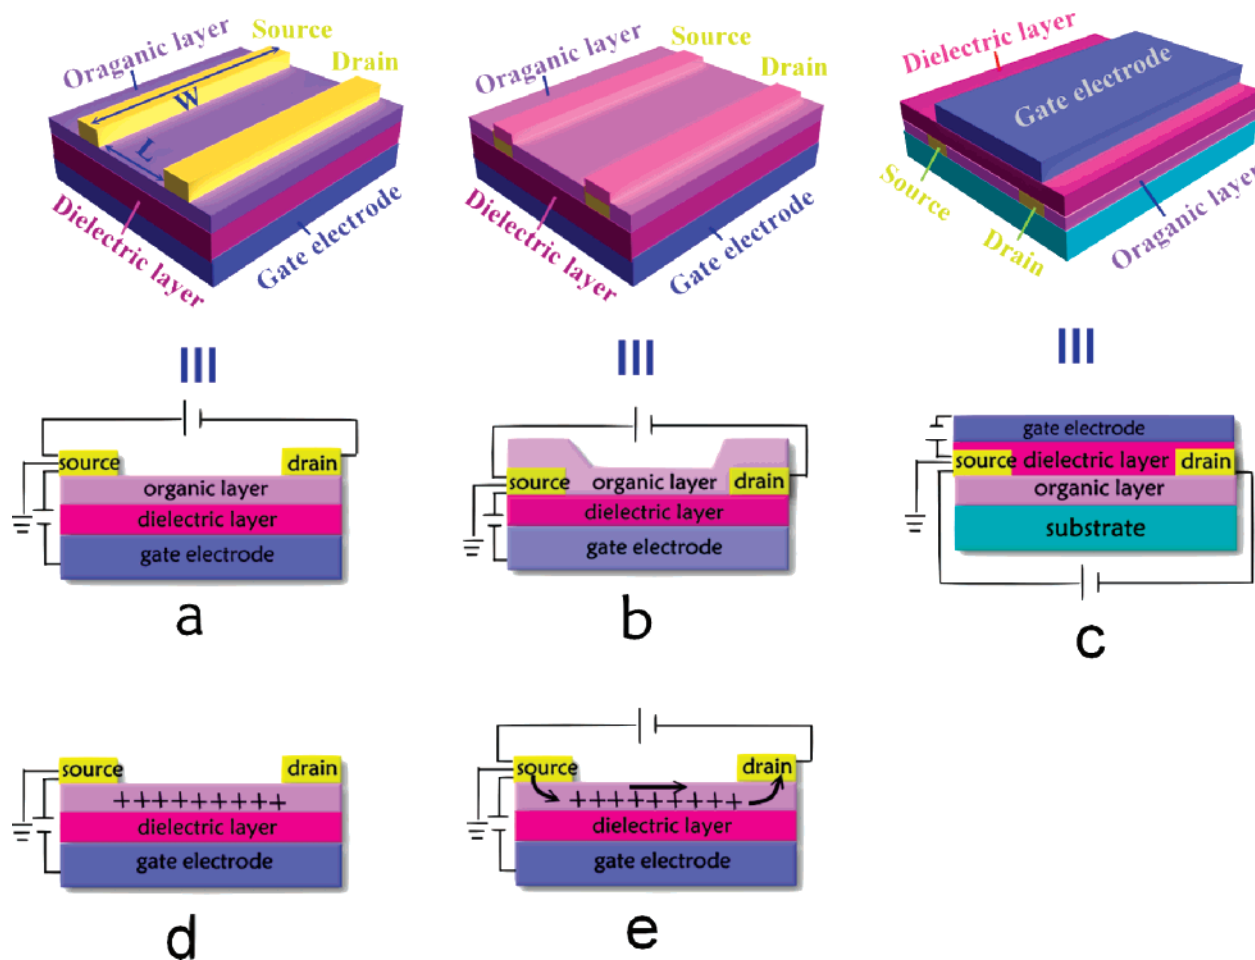 Oraganic layer
Source
Drain
W
L
Dielectric layer
Gate electrode
Oraganic layer
Source
Drain
Dielectric layer
Gate electrode
Dielectric layer
Gate electrode
Source
Drain
Oraganic layer
source
drain
organic layer
dielectric layer
gate electrode
a
source
organic layer
drain
dielectric layer
gate electrode
b
gate electrode
source
dielectric layer
drain
organic layer
substrate
c
source
drain
+++++++++
dielectric layer
gate electrode
d
source
drain
+++++++++
dielectric layer
gate electrode
e